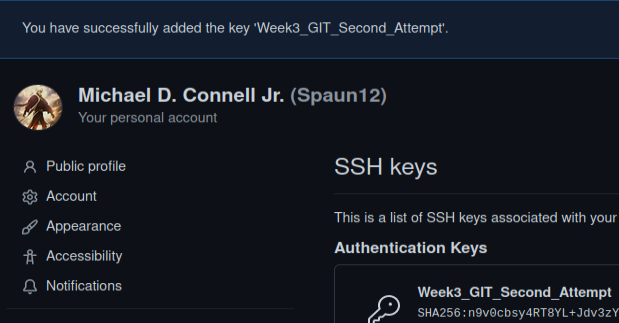 You have successfully added the key 'Week3_GIT_Second_Attempt'.
Michael D. Connell Jr. (Spaun12)
Your personal account
Public profile
Account
Appearance
Accessibility
Notifications
SSH keys
This is a list of SSH keys associated with your
Authentication Keys
Week3_GIT_Second_Attempt
SHA256:n9v0cbsy4RT8YL+Jdv3zY